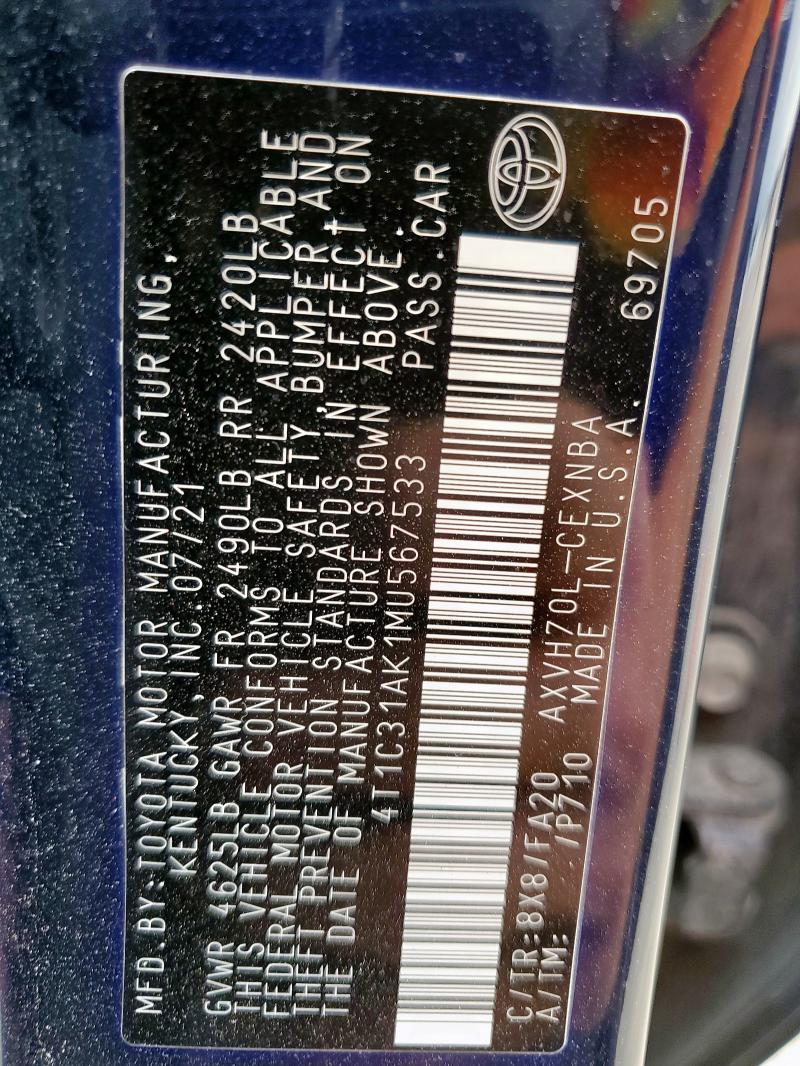 MFD.BY:TOYOTA MOTOR MANUFACTURING,
KENTUCKY,INC.07/21
GVWR 4625LB GAWR FR 2490LB RR 2420LB
THIS VEHICLE CONFORMS TO ALL APPLICABLE
FEDERAL MOTOR VEHICLE SAFETY,BUMPER AND
THEFT PREVENTION STANDARDS IN EFFECT ON
THE DATE OF MANUFACTURE SHOWN ABOVE.
4T1C31AK1MU567533 PASS.CAR
C/TR:8X8/FA20 AXVH70L-CEXNBA
A/TM: /P710 MADE IN U.S.A. 69705